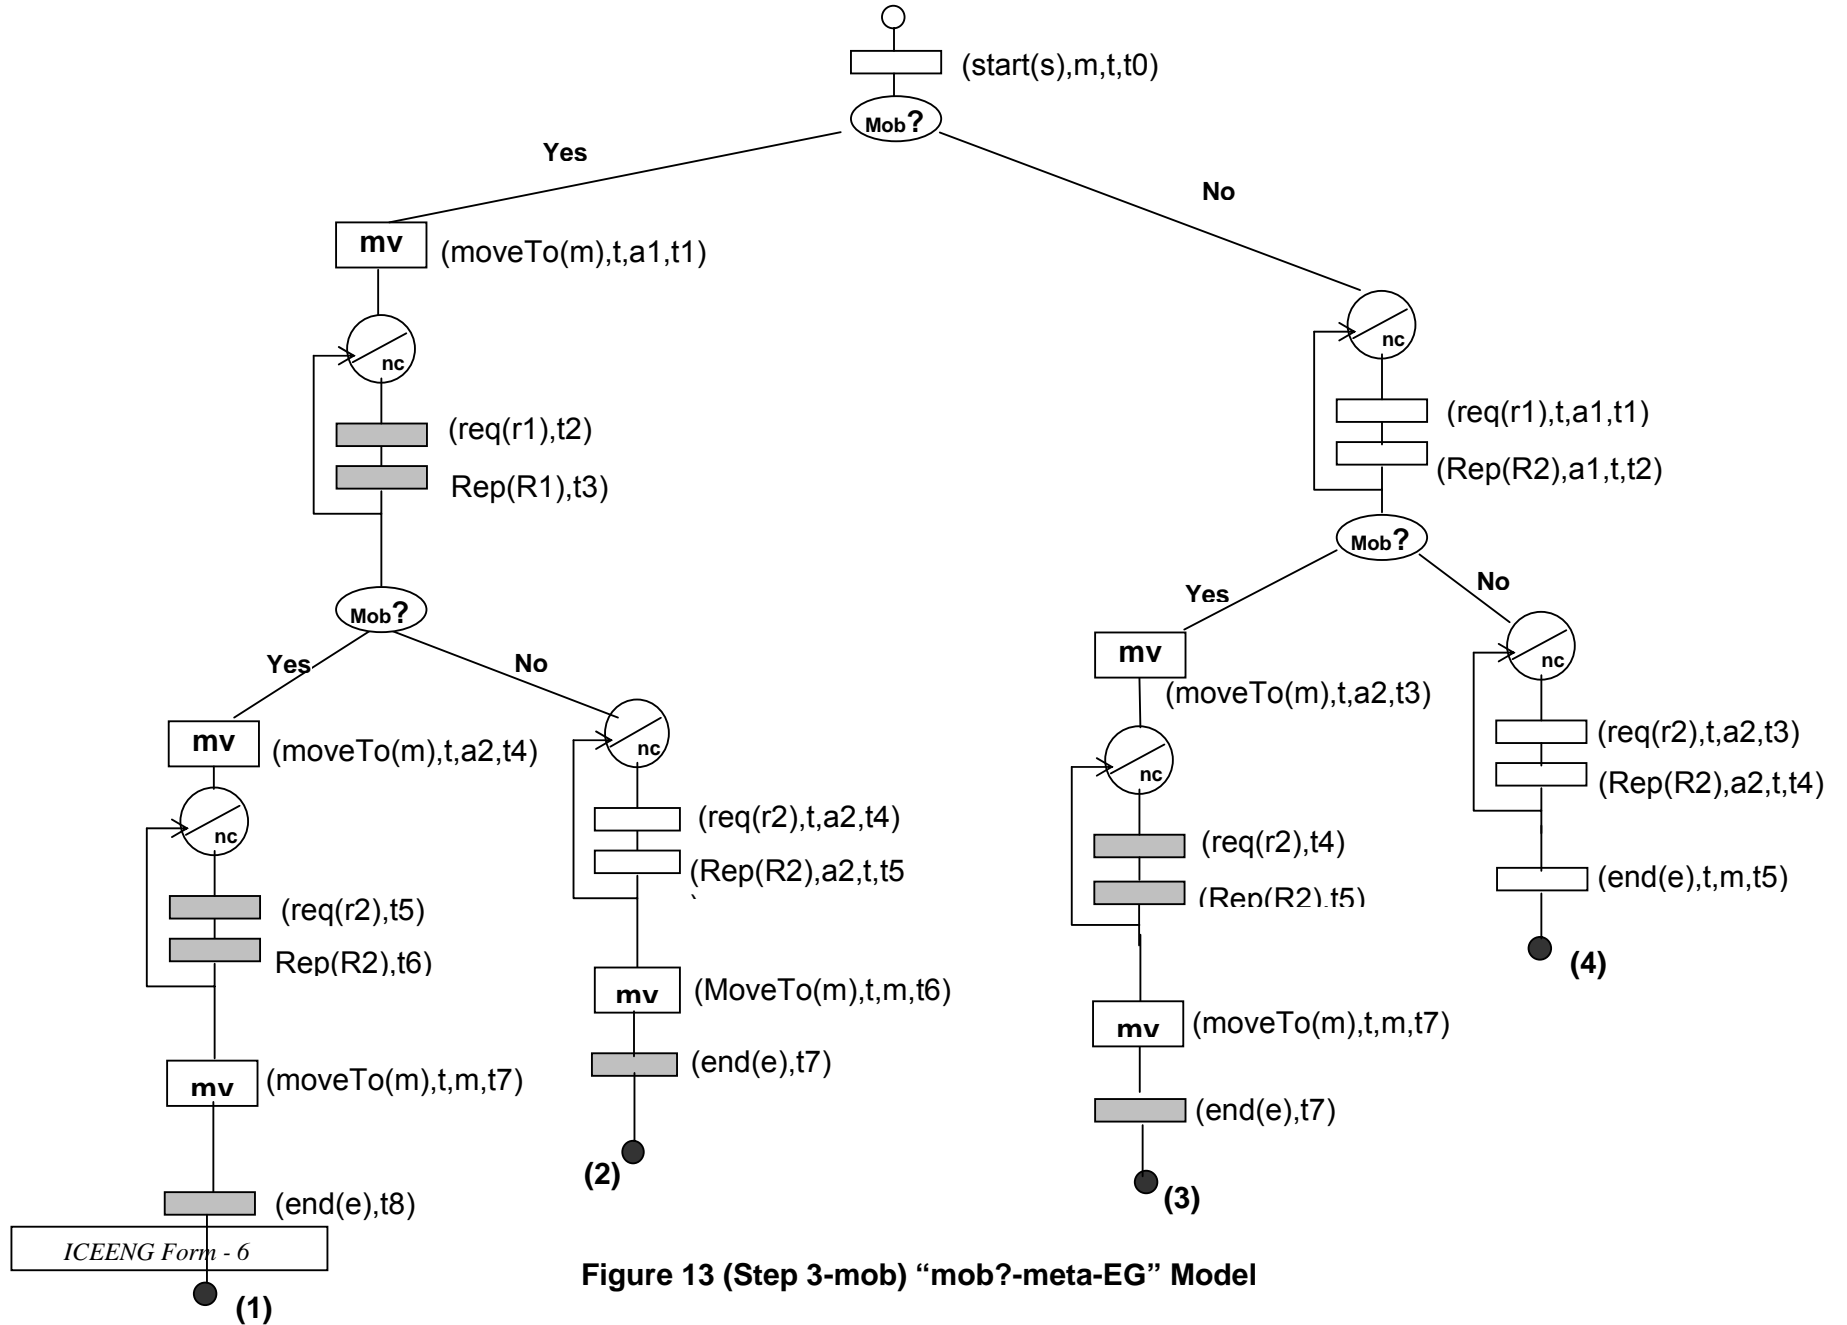 (start(s),m,t,t0)
Mob?
Yes
No
mv
(moveTo(m),t,a1,t1)
nc
(req(r1),t2)
Rep(R1),t3)
Mob?
Yes
No
mv
(moveTo(m),t,a2,t4)
nc
(req(r2),t5)
Rep(R2),t6)
mv
(moveTo(m),t,m,t7)
(end(e),t8)
ICEENG Form - 6
(1)
nc
(req(r2),t,a2,t4)
(Rep(R2),a2,t,t5
)
mv
(MoveTo(m),t,m,t6)
(end(e),t7)
(2)
nc
(req(r1),t,a1,t1)
(Rep(R2),a1,t,t2)
Mob?
Yes
No
mv
(moveTo(m),t,a2,t3)
nc
(req(r2),t4)
(Rep(R2),t5)
mv
(moveTo(m),t,m,t7)
(end(e),t7)
(3)
nc
(req(r2),t,a2,t3)
(Rep(R2),a2,t,t4)
(end(e),t,m,t5)
(4)
Figure 13 (Step 3-mob) “mob?-meta-EG” Model